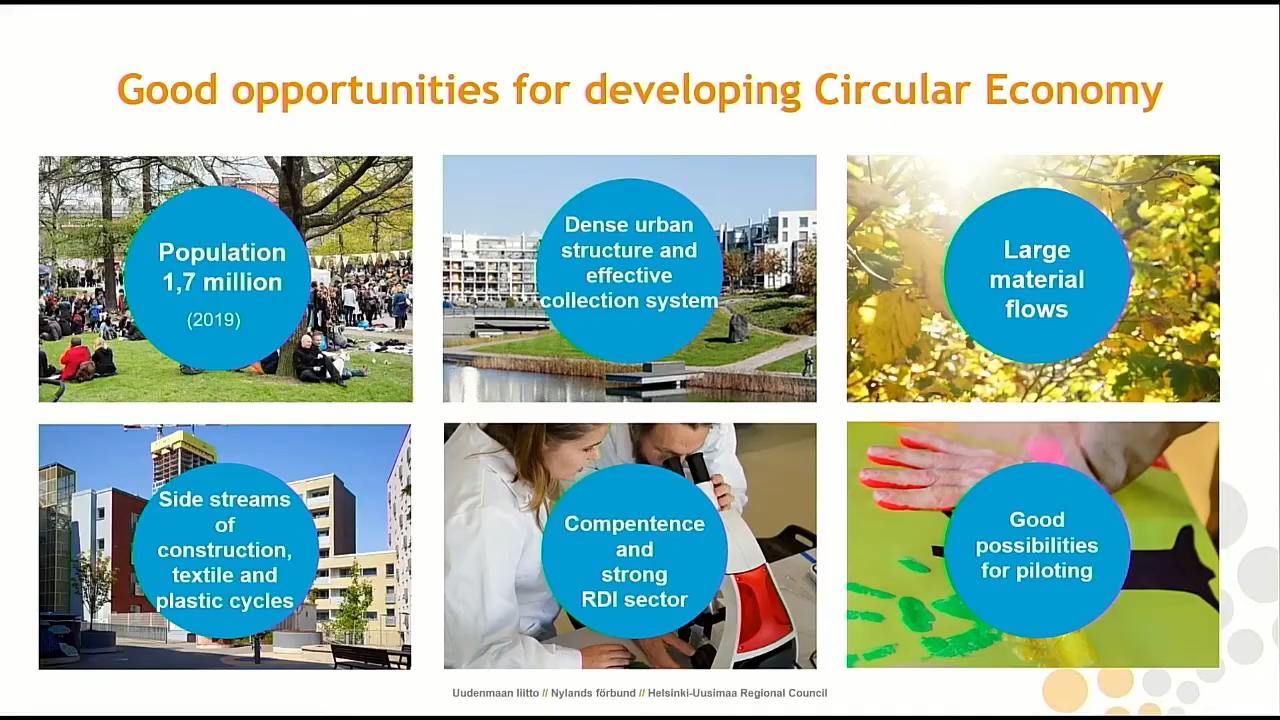 Good opportunities for developing Circular Economy
Population
1,7 million
(2019)
Dense urban
structure and
effective
collection system
Large
material
flows
Side streams
of
construction,
textile and
plastic cycles
Compentence
and
strong
RDI sector
Good
possibilities
for piloting
Uudenmaan liitto // Nylands förbund // Helsinki-Uusimaa Regional Council